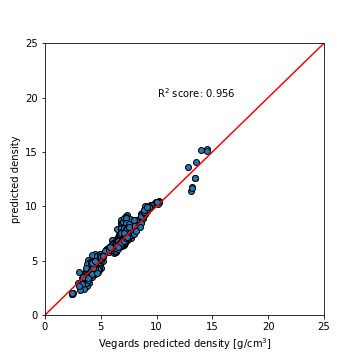 25
20
15
10
5
0
R² score: 0.956
predicted density
0 5 10 15 20 25
Vegards predicted density [g/cm³]